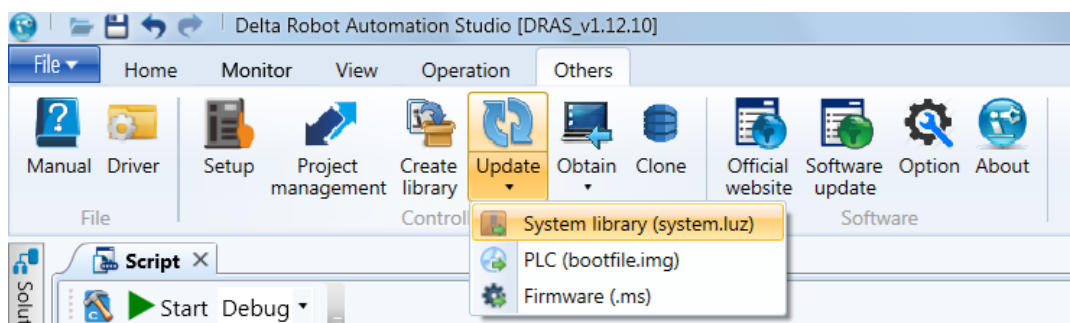 Delta Robot Automation Studio [DRAS_v1.12.10]
File Home Monitor View Operation Others
Manual Driver Setup Project management Create library Update Obtain Clone Official website Software update Option About
File Control Software
System library (system.luz)
PLC (bootfile.img)
Firmware (.ms)
Script
Solut
Start Debug